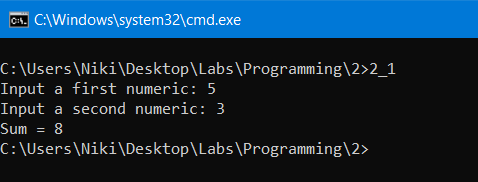 C:\Windows\system32\cmd.exe
C:\Users\Niki\Desktop\Labs\Programming\2>2_1
Input a first numeric: 5
Input a second numeric: 3
Sum = 8
C:\Users\Niki\Desktop\Labs\Programming\2>